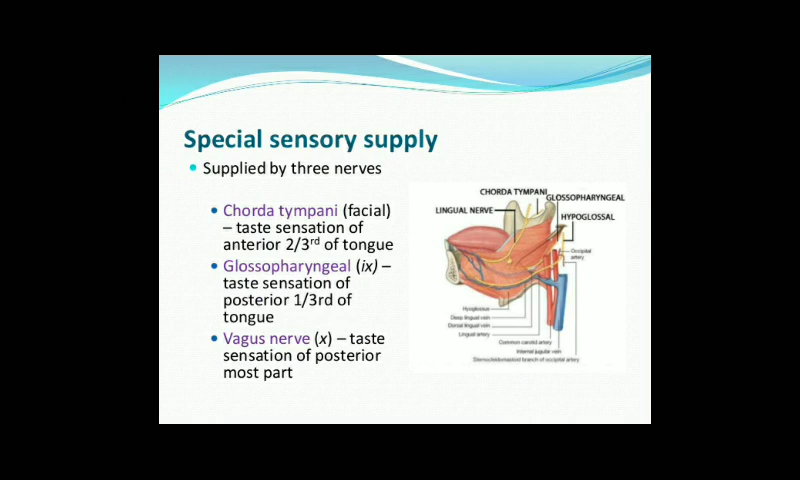 Special sensory supply
• Supplied by three nerves
• Chorda tympani (facial)
– taste sensation of
anterior 2/3rd of tongue
• Glossopharyngeal (ix) –
taste sensation of
posterior 1/3rd of
tongue
• Vagus nerve (x) – taste
sensation of posterior
most part
CHORDA TYMPANI
GLOSSOPHARYNGEAL
LINGUAL NERVE
HYPOGLOSSAL
Occipital
artery
Hyoglossus
Deep lingual vein
Dorsal lingual vein
Lingual artery
Common carotid artery
Internal jugular vein
Sternocleidomastoid branch of occipital artery